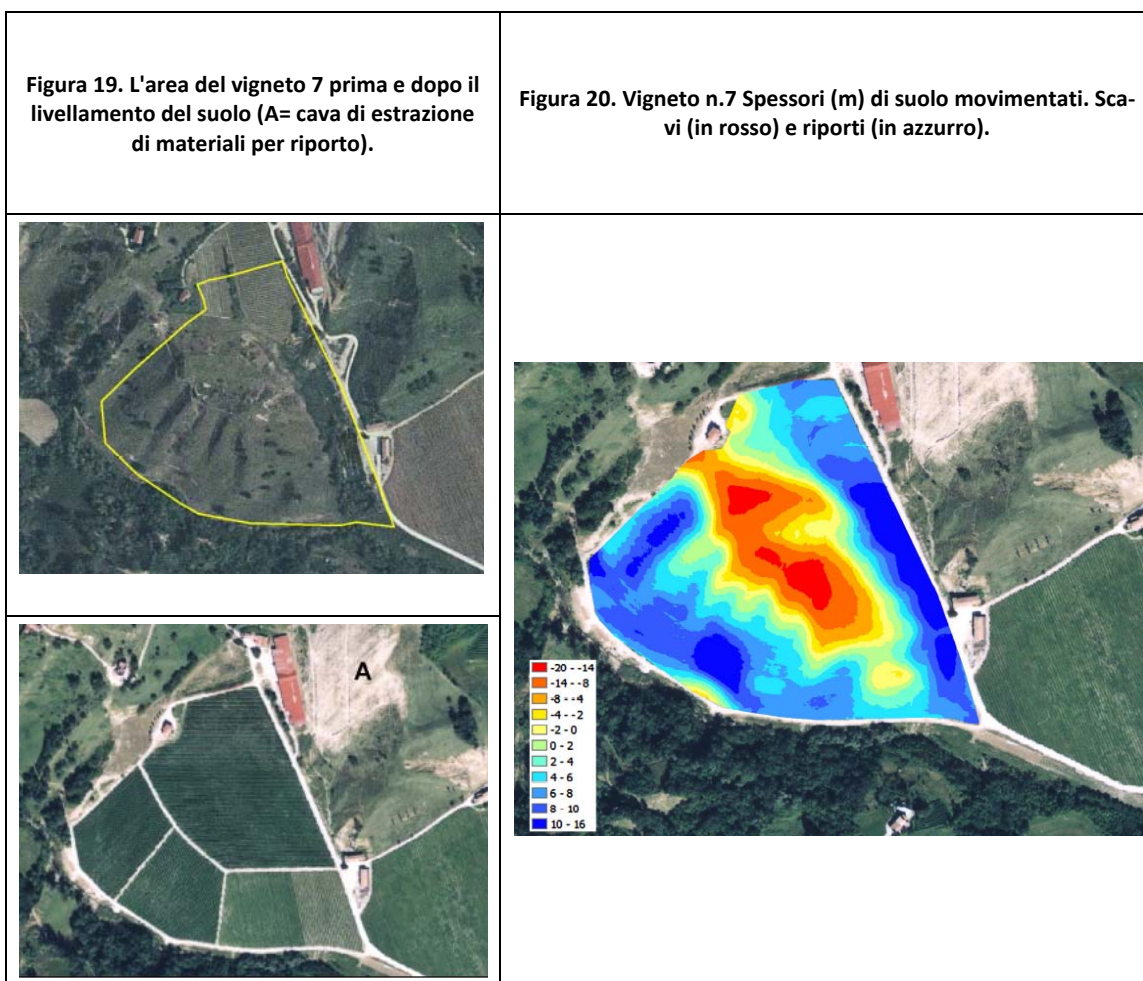 Figura 19. L'area del vigneto 7 prima e dopo il
livellamento del suolo (A= cava di estrazione
di materiali per riporto).
Figura 20. Vigneto n.7 Spessori (m) di suolo movimentati. Sca-
vi (in rosso) e riporti (in azzurro).
A
-20 - -14
-14 - -8
-8 - -4
-4 - -2
-2 - 0
0 - 2
2 - 4
4 - 6
6 - 8
8 - 10
10 - 16